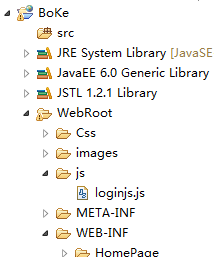 BoKe
src
JRE System Library [JavaSE
JavaEE 6.0 Generic Library
JSTL 1.2.1 Library
WebRoot
Css
images
js
loginjs.js
META-INF
WEB-INF
HomePage